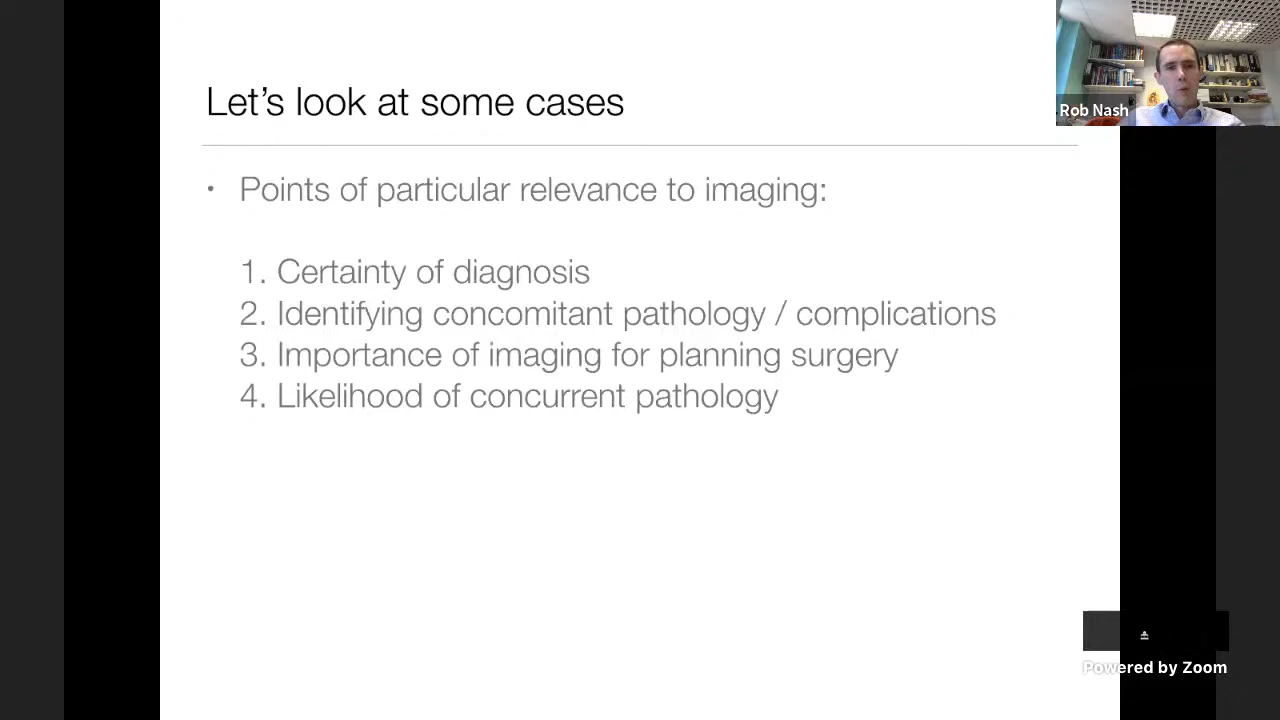 Let's look at some cases
Rob Nash
• Points of particular relevance to imaging:
1. Certainty of diagnosis
2. Identifying concomitant pathology / complications
3. Importance of imaging for planning surgery
4. Likelihood of concurrent pathology
Powered by Zoom